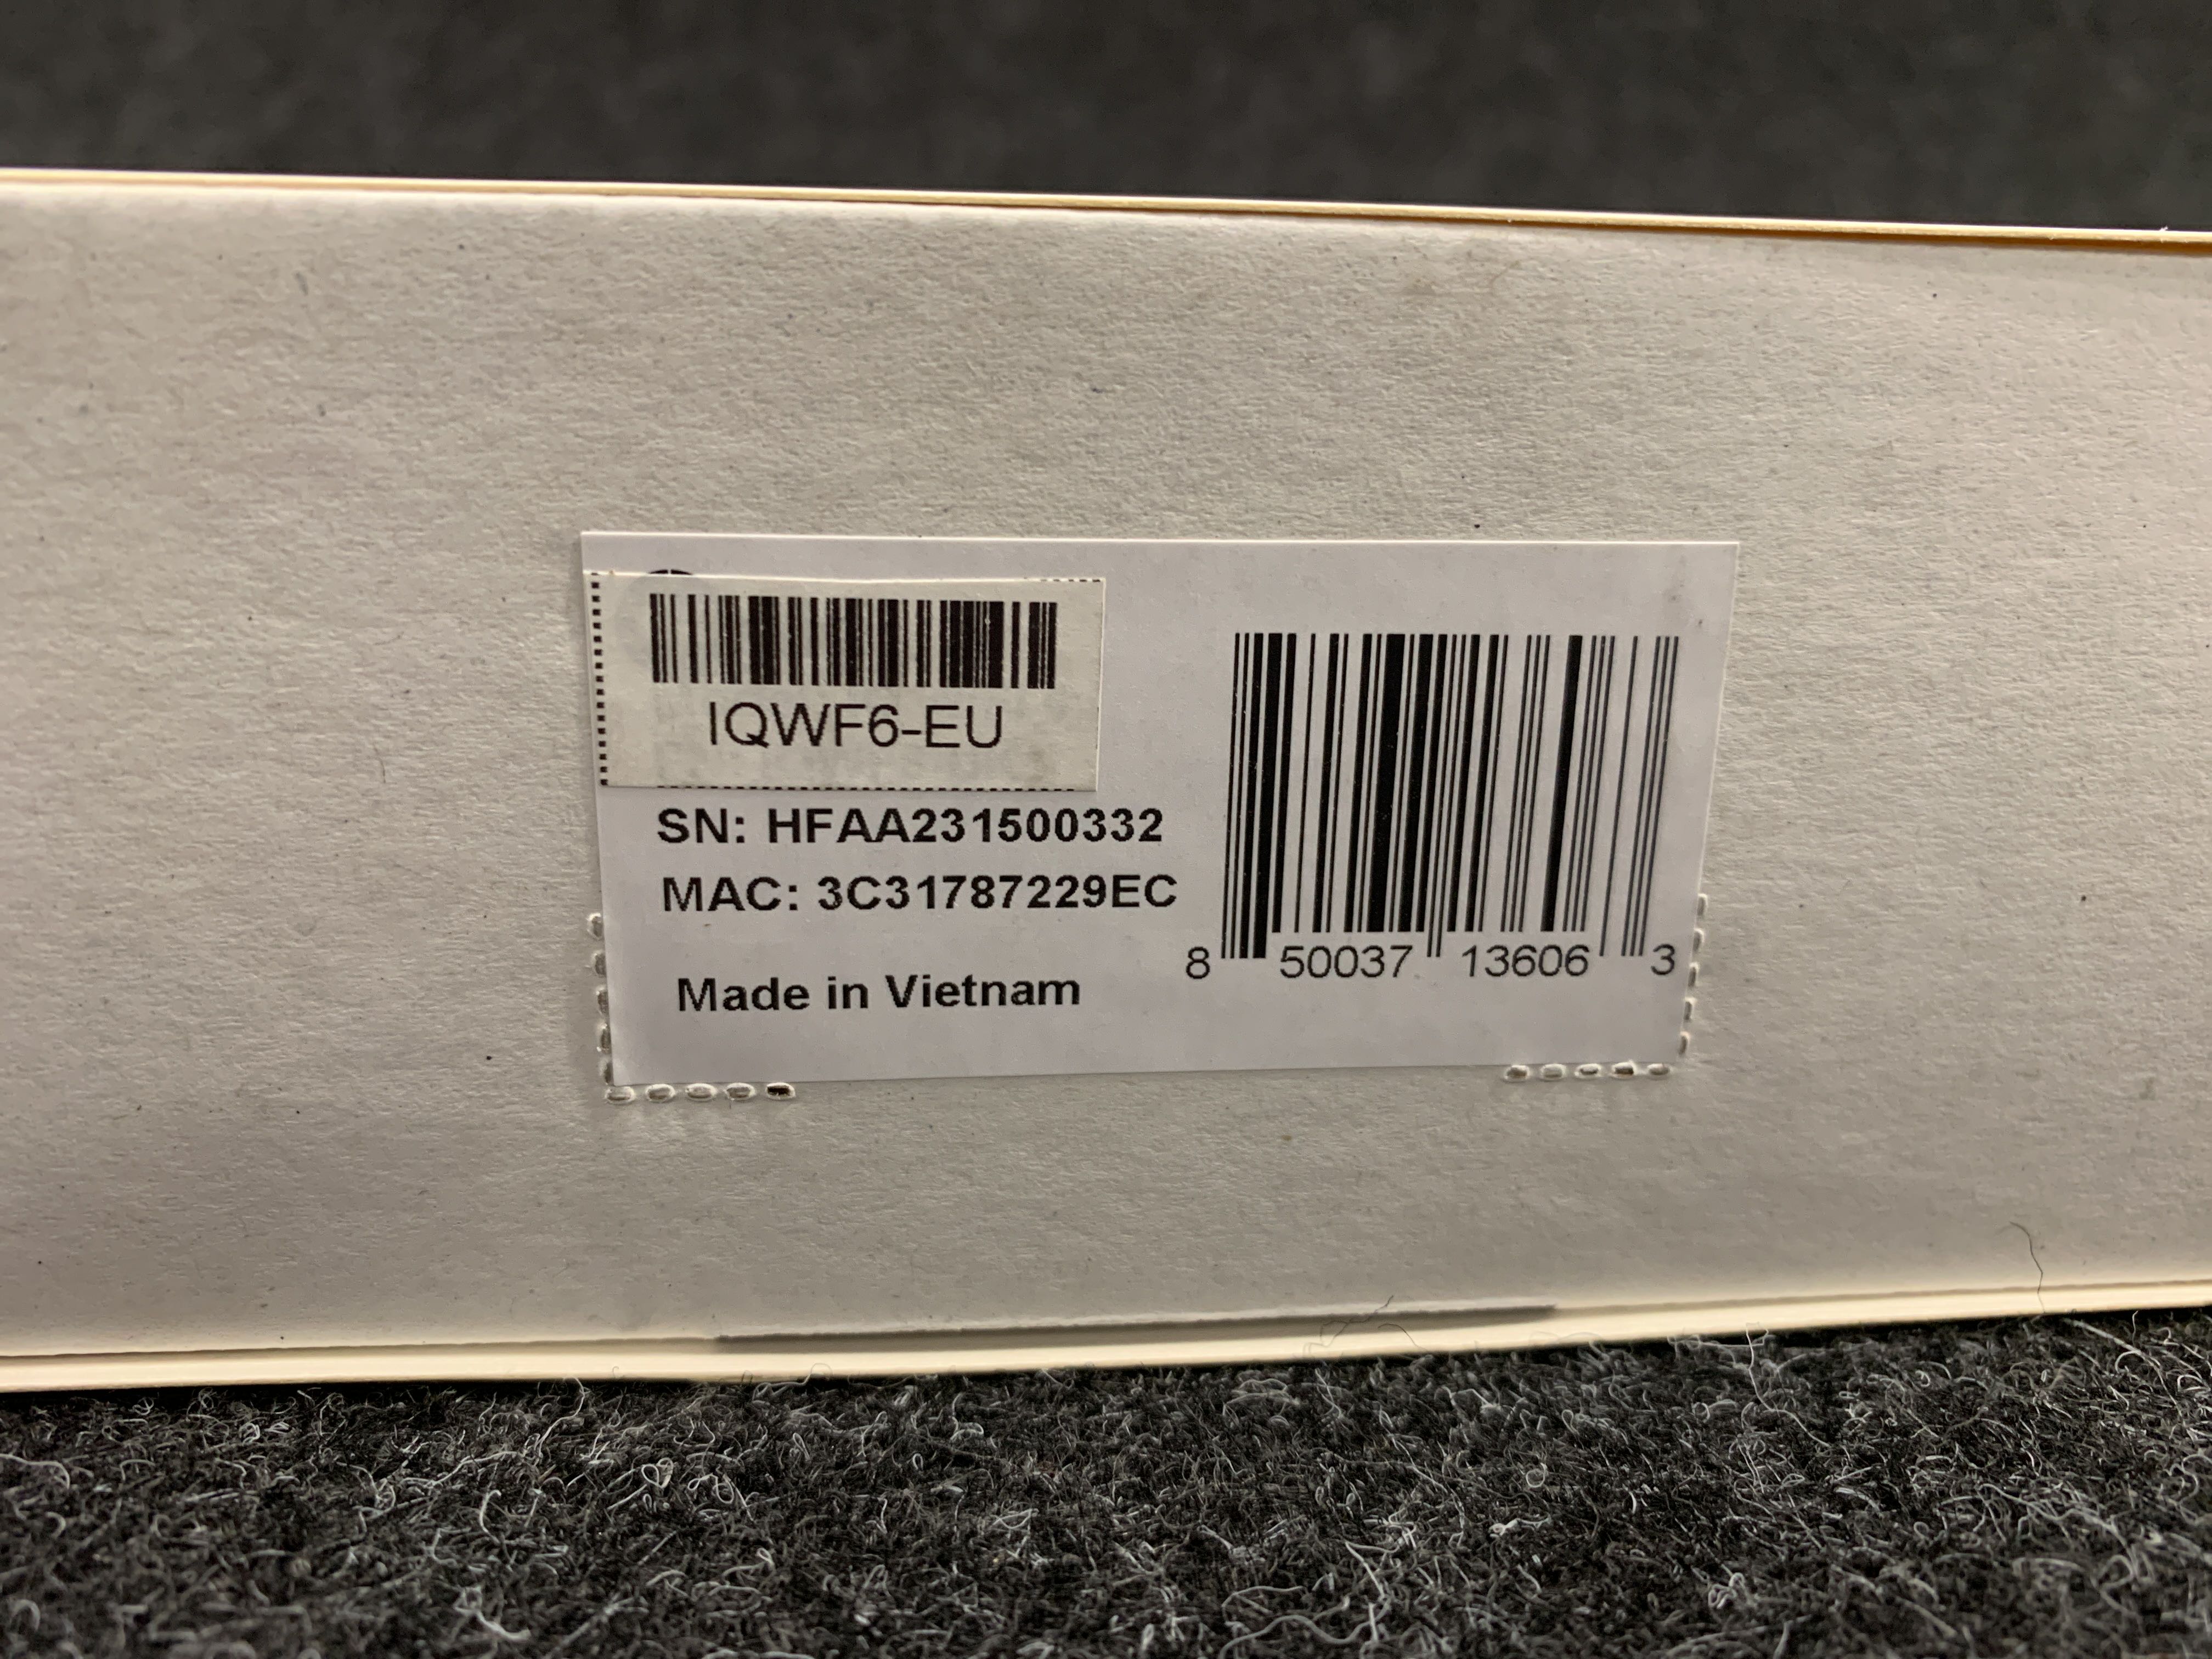 IQWF6-EU
SN: HFAA231500332
MAC: 3C31787229EC
Made in Vietnam
8 50037 13606 3